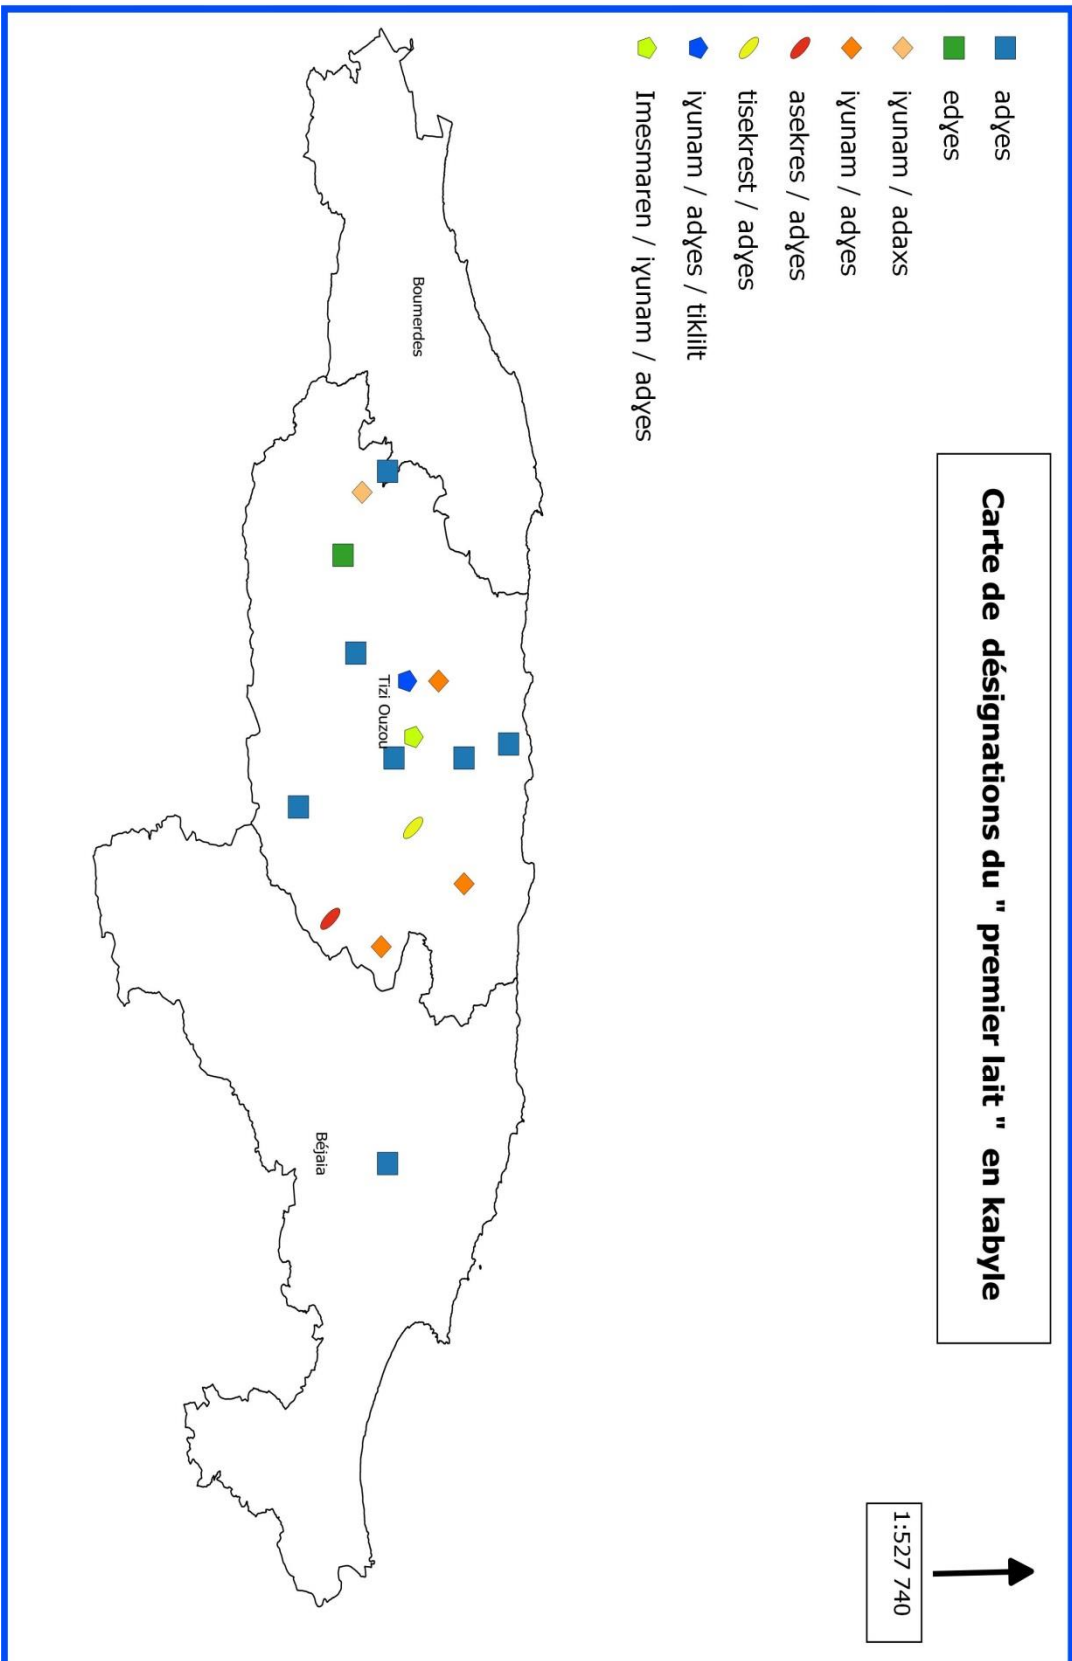 Carte de désignations du " premier lait " en kabyle
1:527 740
adɣes
edɣes
iɣunam / adaxs
iɣunam / adɣes
asekres / adɣes
tisekrest / adɣes
iɣunam / adɣes / tiklilt
Imesmaren / iɣunam / adɣes
Boumerdes
Tizi Ouzou
Béjaia